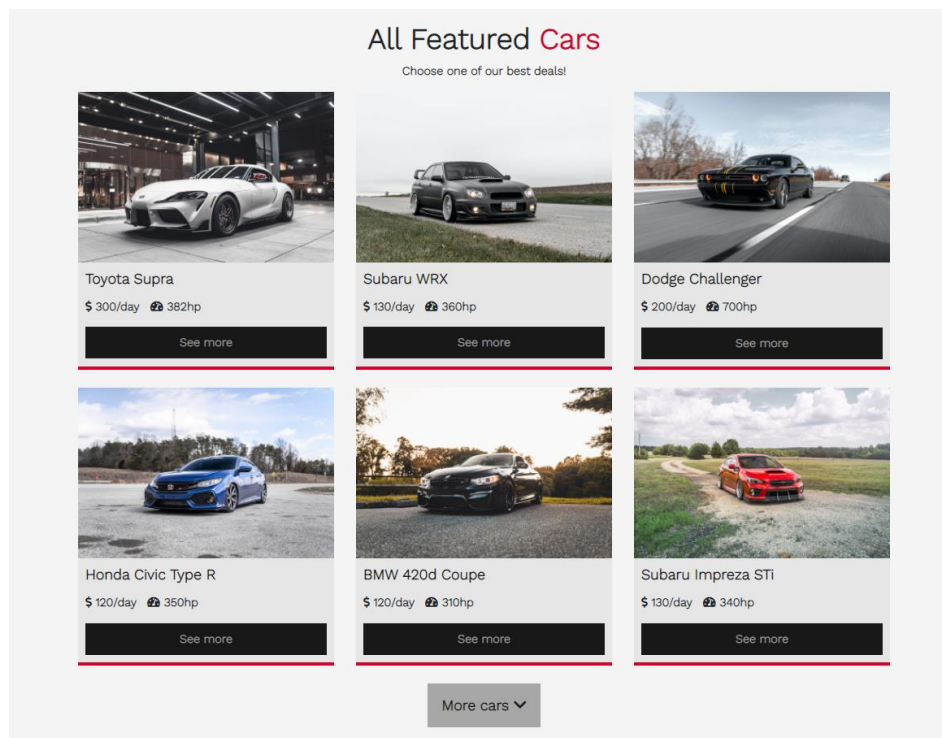 All Featured Cars
Choose one of our best deals!
Toyota Supra
$ 300/day 382hp
See more
Subaru WRX
$ 130/day 360hp
See more
Dodge Challenger
$ 200/day 700hp
See more
Honda Civic Type R
$ 120/day 350hp
See more
BMW 420d Coupe
$ 120/day 310hp
See more
Subaru Impreza STi
$ 130/day 340hp
See more
More cars